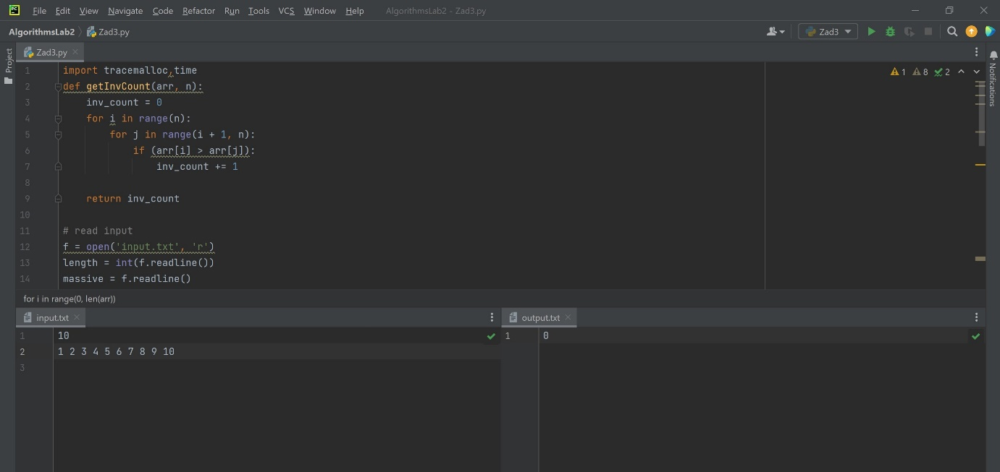 PC File Edit View Navigate Code Refactor Run Tools VCS Window Help AlgorithmsLab2 - Zad3.py
AlgorithmsLab2 Zad3.py Zad3
Project
Zad3.py
1 import tracemalloc,time
2 def getInvCount(arr, n):
3 inv_count = 0
4 for i in range(n):
5 for j in range(i + 1, n):
6 if (arr[i] > arr[j]):
7 inv_count += 1
8
9 return inv_count
10
11 # read input
12 f = open('input.txt', 'r')
13 length = int(f.readline())
14 massive = f.readline()
1 8 2
Notifications
for i in range(0, len(arr))
input.txt
1 10
2 1 2 3 4 5 6 7 8 9 10
3
output.txt
1 0